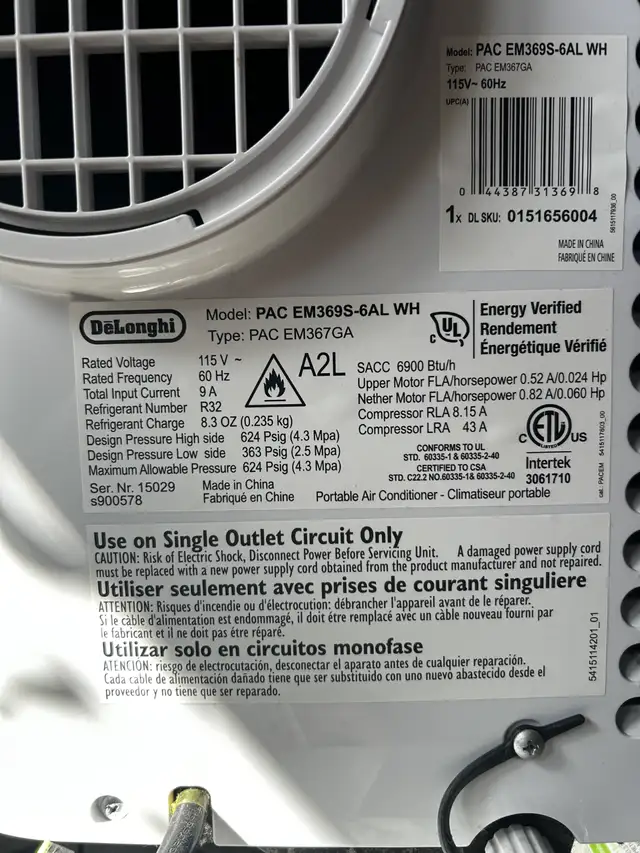 Model: PAC EM369S-6AL WH
Type: PAC EM367GA
115V~ 60Hz
UPC(A)
0 44387 31369 8
1x DL SKU: 0151656004
MADE IN CHINA
FABRIQUÉ EN CHINE
DēLonghi
Model: PAC EM369S-6AL WH
Type: PAC EM367GA
C UL
Energy Verified
Rendement
Énergétique Vérifié
Rated Voltage 115 V ~
Rated Frequency 60 Hz
Total Input Current 9 A
Refrigerant Number R32
Refrigerant Charge 8.3 OZ (0.235 kg)
Design Pressure High side 624 Psig (4.3 Mpa)
Design Pressure Low side 363 Psig (2.5 Mpa)
Maximum Allowable Pressure 624 Psig (4.3 Mpa)
Ser. Nr. 15029
s900578
Made in China
Fabriqué en Chine
A2L
SACC 6900 Btu/h
Upper Motor FLA/horsepower 0.52 A/0.024 Hp
Nether Motor FLA/horsepower 0.82 A/0.060 Hp
Compressor RLA 8.15 A
Compressor LRA 43 A
CONFORMS TO UL
STD. 60335-1 & 60335-2-40
CERTIFIED TO CSA
STD. C22.2 NO.60335-1& 60335-2-40
C ETL US
Intertek
3061710
Portable Air Conditioner - Climatiseur portable
cat.: PACEM 5415117603_00
Use on Single Outlet Circuit Only
CAUTION: Risk of Electric Shock, Disconnect Power Before Servicing Unit. A damaged power supply cord
must be replaced with a new power supply cord obtained from the product manufacturer and not repaired.
Utiliser seulement avec prises de courant singuliere
ATTENTION: Risques d'incendie ou d'électrocution: débrancher l'appareil avant de le réparer.
Si le câble d'alimentation est endommagé, il doit être remplacé avec un câble nouveau fourni par
le fabricant et il ne doit pas être réparé.
Utilizar solo en circuitos monofase
ATENCIÓN: riesgo de electrocutación, desconectar el aparato antes de cualquier reparación.
Cada cable de alimentación dañado tiene que ser substituido con uno nuevo abastecido desde el
proveedor y no tiene que ser reparado.
5415114201_01